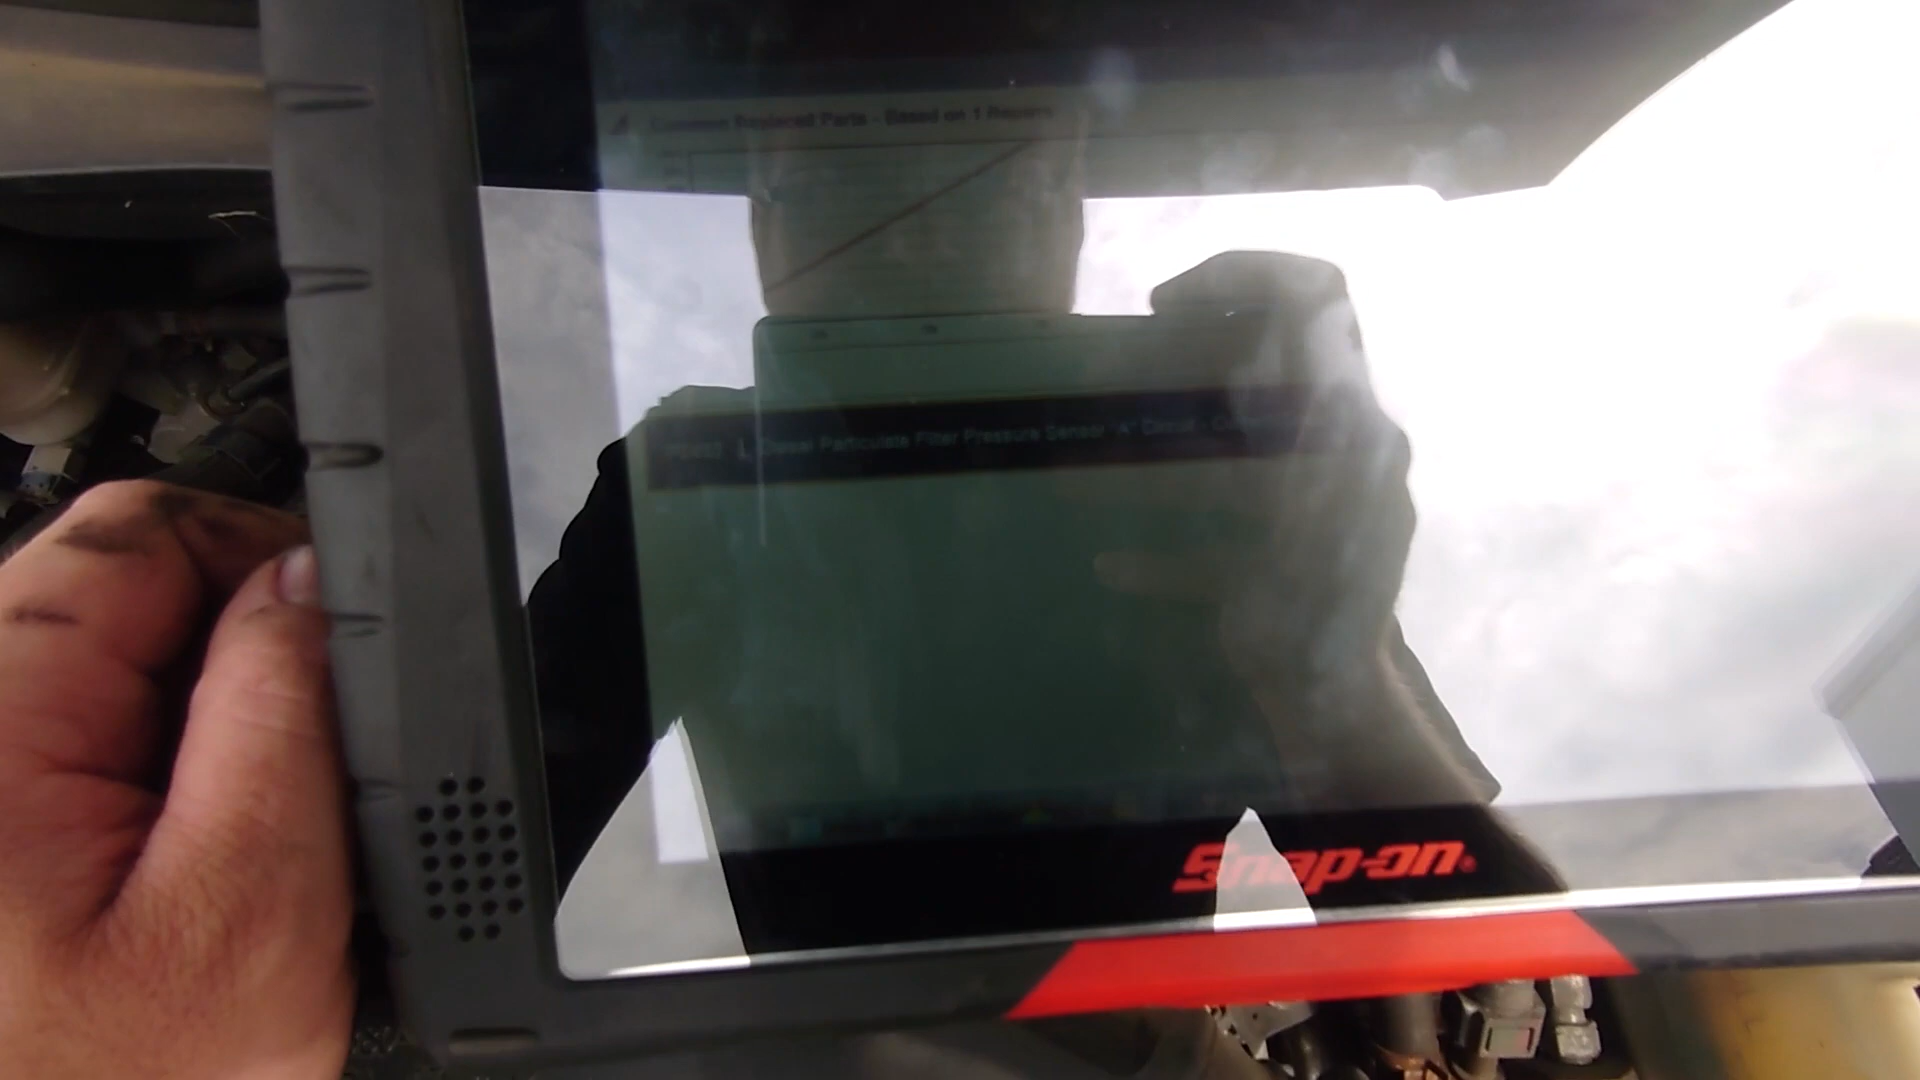 Common Replaced Parts - Based on 1 Repairs
Diesel Particulate Filter Pressure Sensor "A" Circuit -
Snap-on